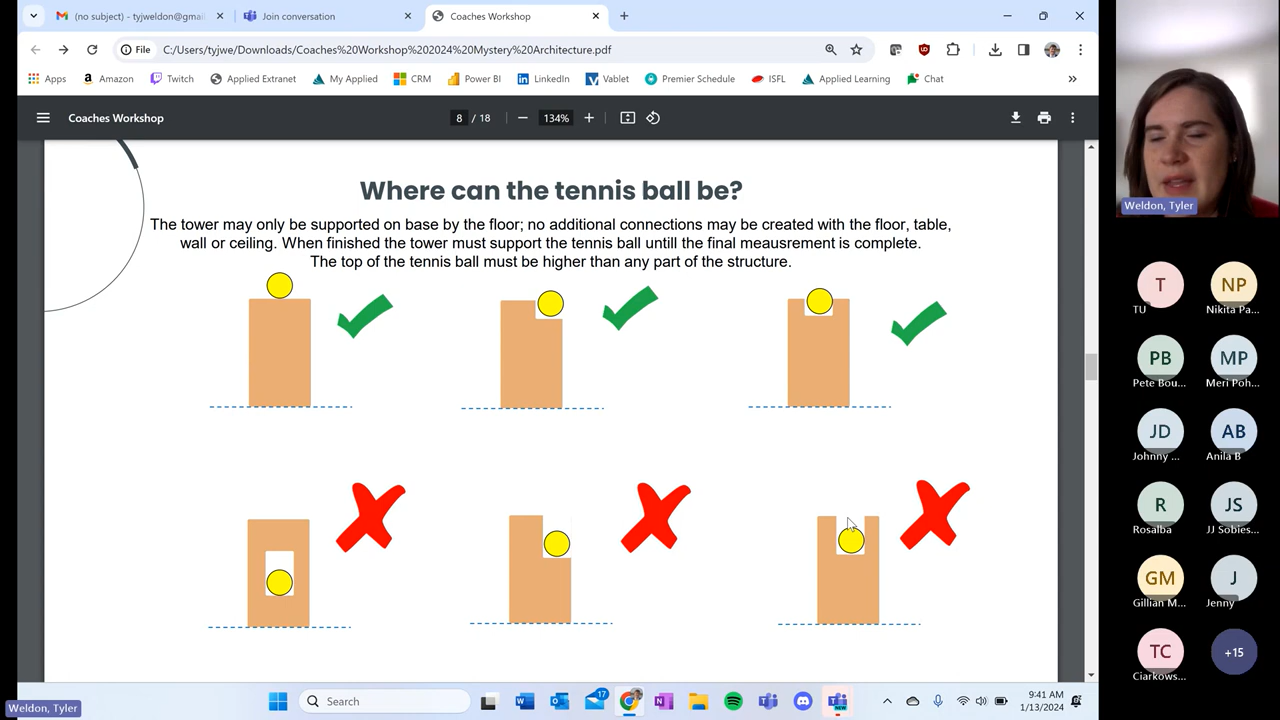 (no subject) - tyjweldon@gmai
Join conversation
Coaches Workshop
File
C:/Users/tyjwe/Downloads/Coaches%20Workshop%202024%20Mystery%20Architecture.pdf
Apps
Amazon
Twitch
Applied Extranet
My Applied
CRM
Power BI
LinkedIn
Vablet
Premier Schedule
ISFL
Applied Learning
Chat
Coaches Workshop
8 / 18
134%
Where can the tennis ball be?
The tower may only be supported on base by the floor; no additional connections may be created with the floor, table,
wall or ceiling. When finished the tower must support the tennis ball untill the final meausrement is complete.
The top of the tennis ball must be higher than any part of the structure.
Weldon, Tyler
T
TU
NP
Nikita Pa...
PB
Pete Bou...
MP
Meri Poh...
JD
Johnny ...
AB
Anila B
R
Rosalba
JS
JJ Sobies...
GM
Gillian M...
J
Jenny
TC
Ciarkows...
+15
Weldon, Tyler
Search
17
9:41 AM
1/13/2024